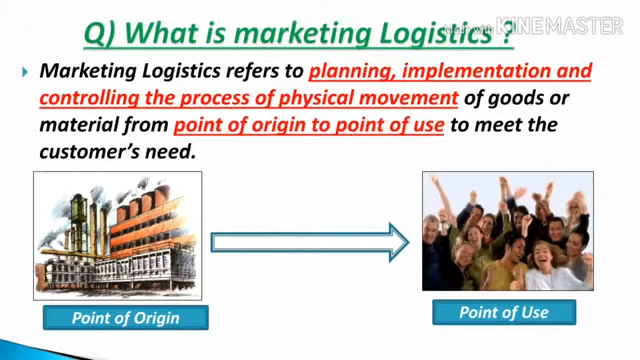 Q) What is marketing Logistics ?
Made with KINEMASTER
Marketing Logistics refers to planning, implementation and
controlling the process of physical movement of goods or
material from point of origin to point of use to meet the
customer's need.
Point of Origin
Point of Use